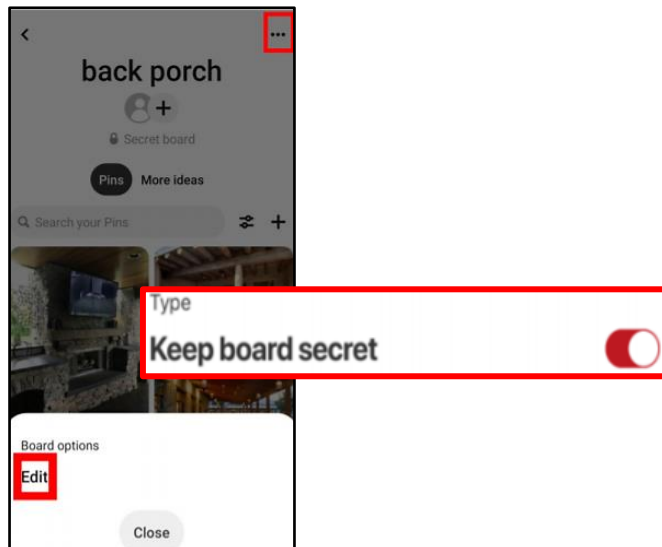 back porch
Secret board
Pins More ideas
Search your Pins
Type
Keep board secret
Board options
Edit
Close